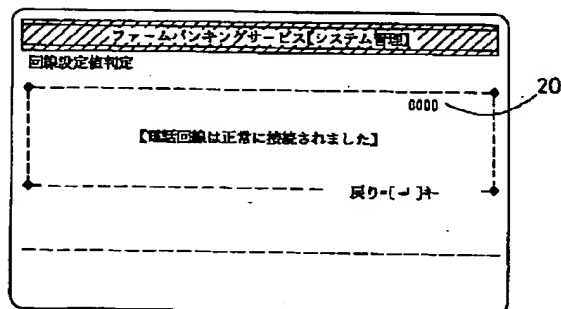 ファームバンキングサービス[システム管理]
回線設定値判定
0000
20
【電話回線は正常に接続されました】
戻り=[↵]キー